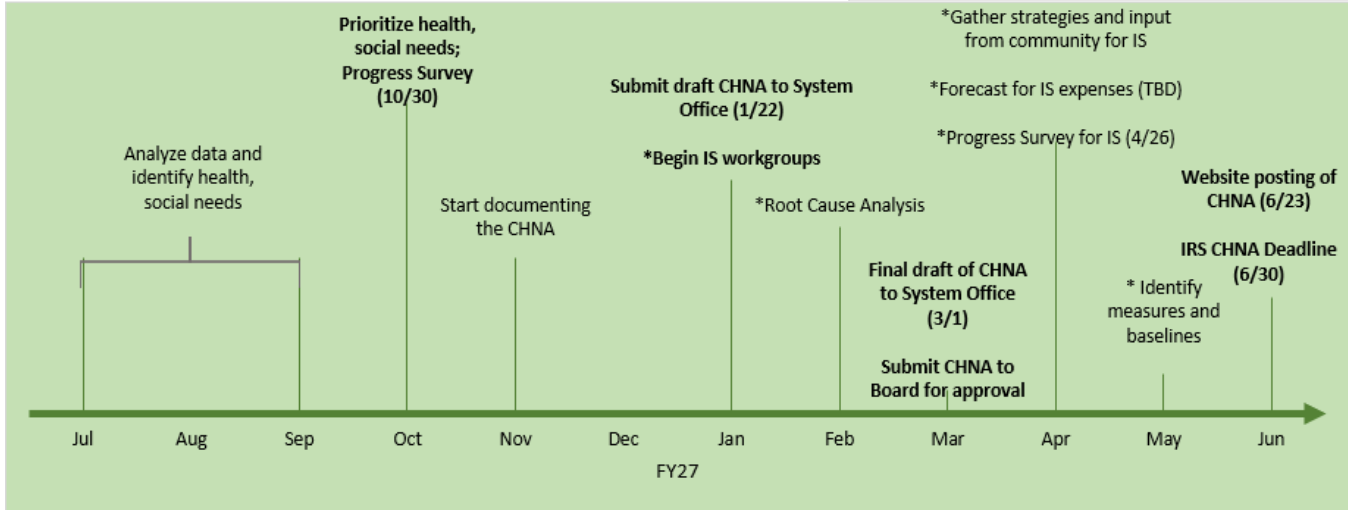 *Gather strategies and input
from community for IS
*Forecast for IS expenses (TBD)
*Progress Survey for IS (4/26)
Prioritize health,
social needs;
Progress Survey
(10/30)
Submit draft CHNA to System
Office (1/22)
*Begin IS workgroups
Analyze data and
identify health,
social needs
Start documenting
the CHNA
*Root Cause Analysis
Final draft of CHNA
to System Office
(3/1)
Submit CHNA to
Board for approval
* Identify
measures and
baselines
Website posting of
CHNA (6/23)
IRS CHNA Deadline
(6/30)
Jul Aug Sep Oct Nov Dec Jan Feb Mar Apr May Jun
FY27